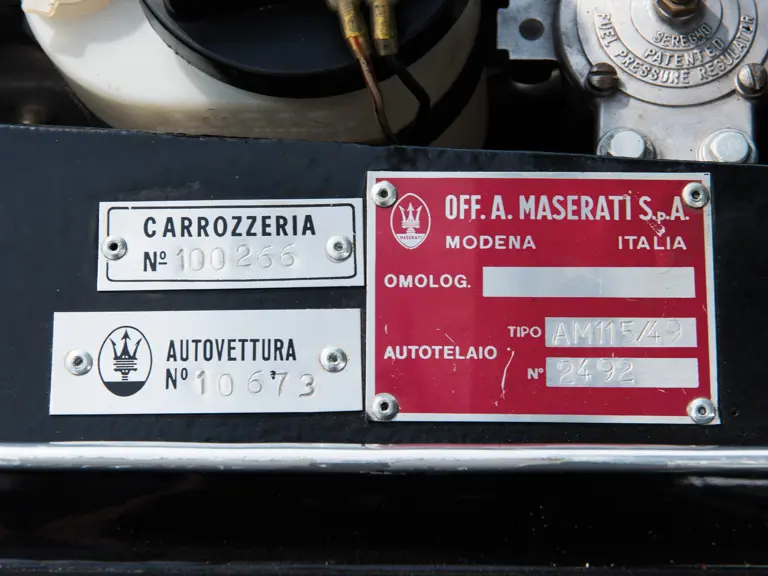 BEREGNO
PATENTED
FUEL PRESSURE REGULATOR
CARROZZERIA
Nº 100266
AUTOVETTURA
Nº 10673
MASERATI
OFF. A. MASERATI S.p.A.
MODENA ITALIA
OMOLOG.
AUTOTELAIO
TIPO AM115/49
Nº 2492